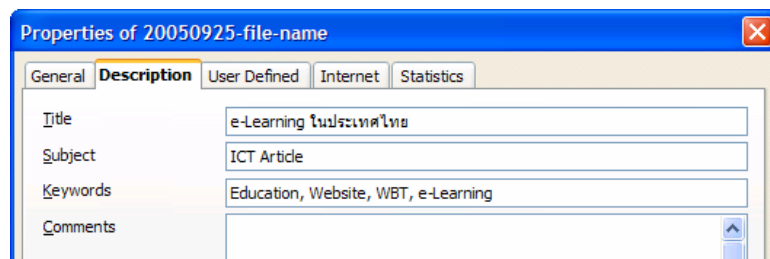 Properties of 20050925-file-name
General Description User Defined Internet Statistics
Title e-Learning ในประเทศไทย
Subject ICT Article
Keywords Education, Website, WBT, e-Learning
Comments